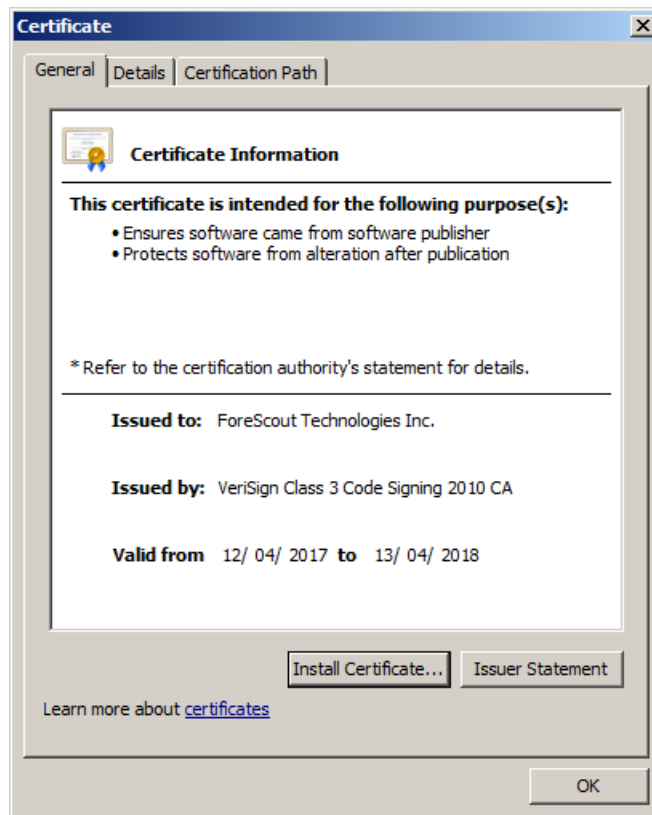 Certificate
General Details Certification Path
Certificate Information
This certificate is intended for the following purpose(s):
• Ensures software came from software publisher
• Protects software from alteration after publication
* Refer to the certification authority's statement for details.
Issued to: ForeScout Technologies Inc.
Issued by: VeriSign Class 3 Code Signing 2010 CA
Valid from 12/ 04/ 2017 to 13/ 04/ 2018
Install Certificate... Issuer Statement
Learn more about certificates
OK